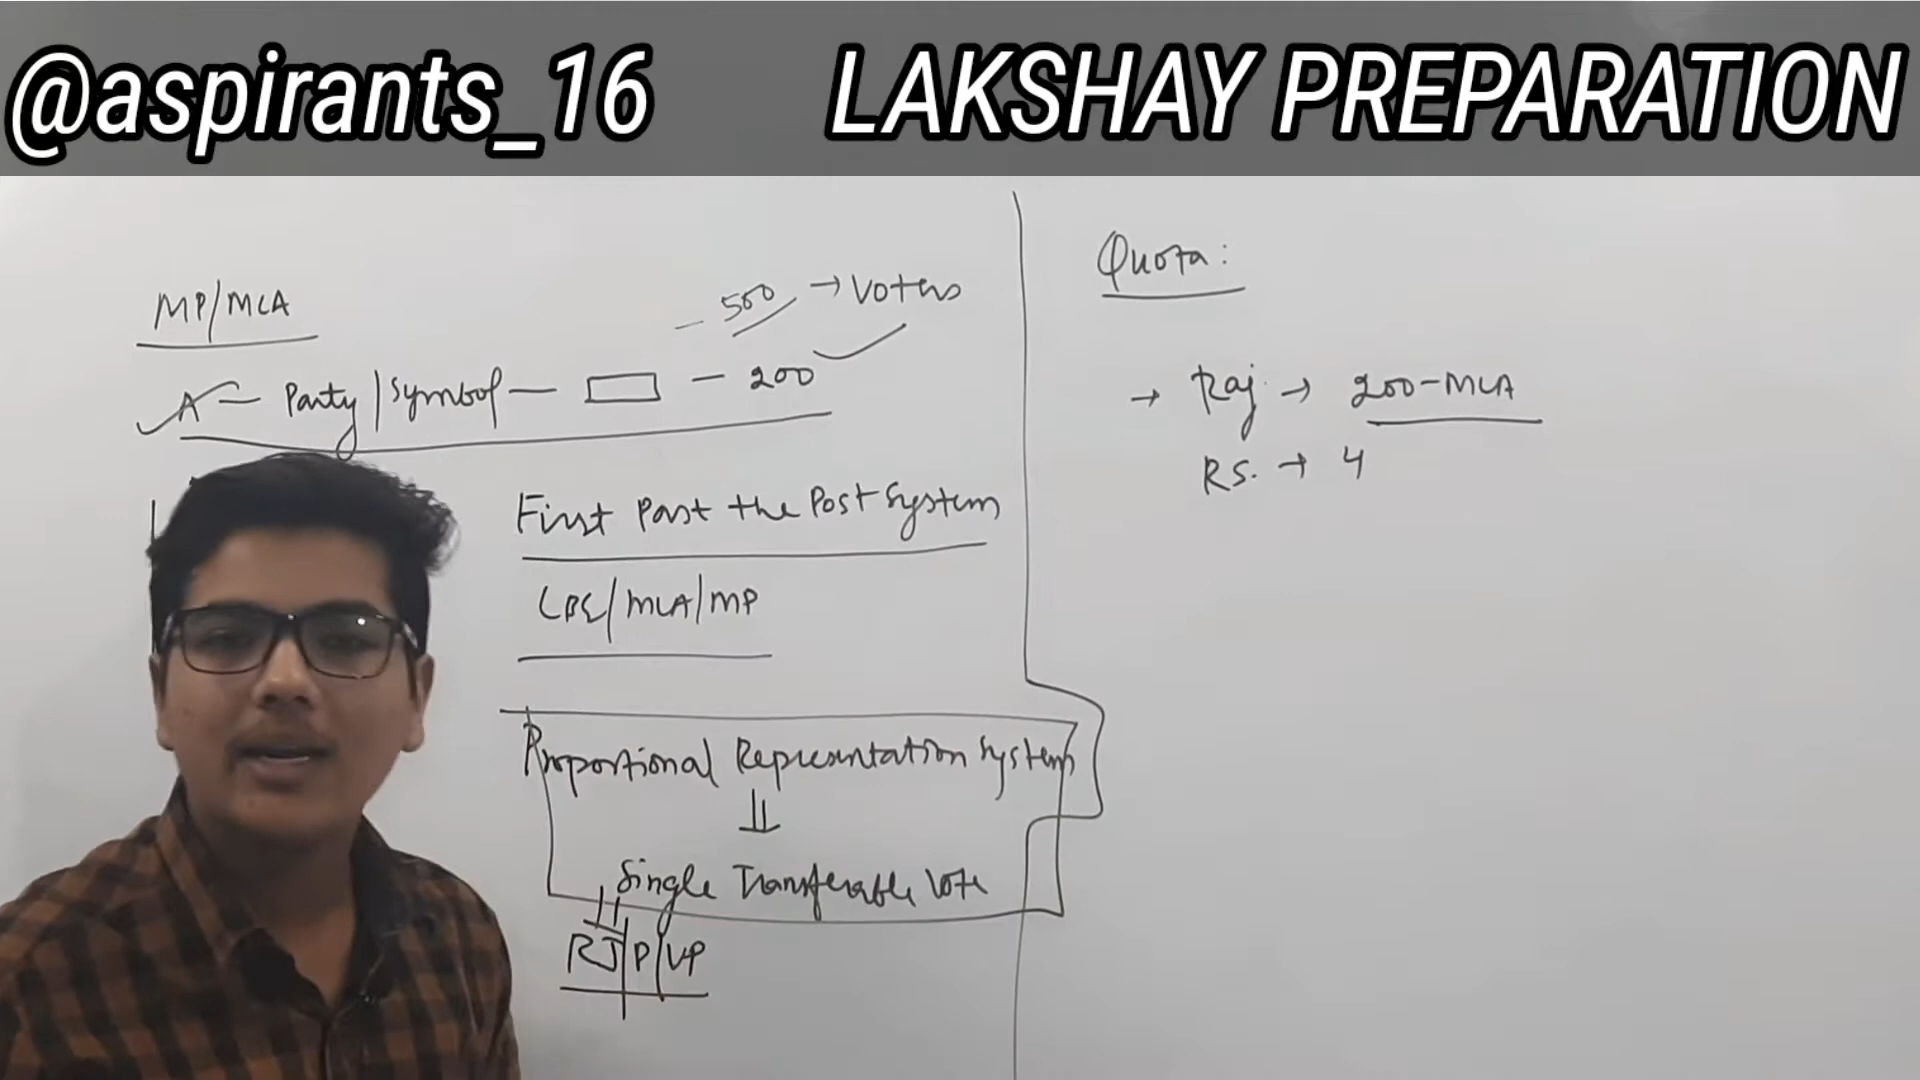 @aspirants_16 LAKSHAY PREPARATION
MP/MLA
500 → Voters
A - Party/Symbol - - 200
First Past the Post System
/MLA/MP
Proportional Representation System
Single Transferable Vote
RJ/P/VP
Quota:
→ Raj. → 200-MLA
RS. → 4